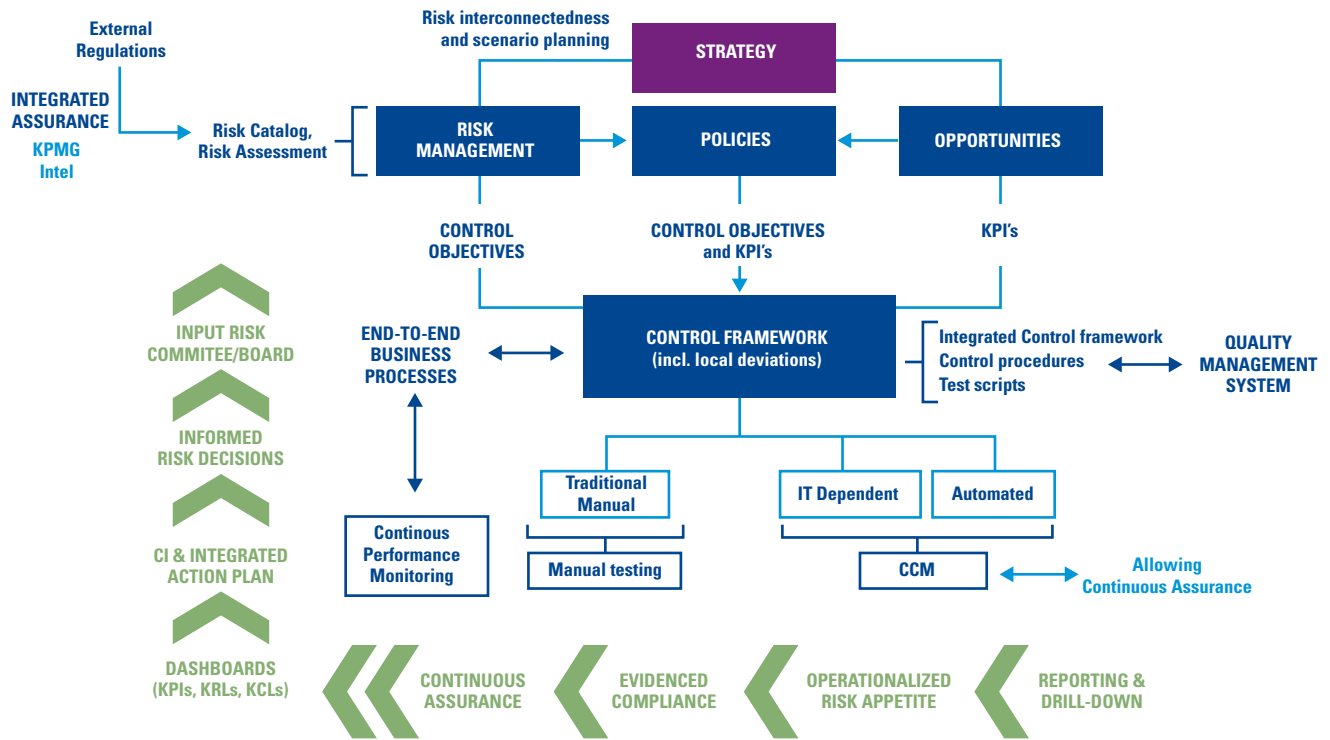 External
Regulations
Risk interconnectedness
and scenario planning
STRATEGY
INTEGRATED
ASSURANCE
KPMG
Intel
Risk Catalog,
Risk Assessment
RISK
MANAGEMENT
POLICIES
OPPORTUNITIES
CONTROL
OBJECTIVES
CONTROL OBJECTIVES
and KPI's
KPI's
INPUT RISK
COMMITEE/BOARD
END-TO-END
BUSINESS
PROCESSES
CONTROL FRAMEWORK
(incl. local deviations)
Integrated Control framework
Control procedures
Test scripts
QUALITY
MANAGEMENT
SYSTEM
INFORMED
RISK DECISIONS
Traditional
Manual
IT Dependent
Automated
CI & INTEGRATED
ACTION PLAN
Continous
Performance
Monitoring
Manual testing
CCM
Allowing
Continuous Assurance
DASHBOARDS
(KPIs, KRLs, KCLs)
CONTINUOUS
ASSURANCE
EVIDENCED
COMPLIANCE
OPERATIONALIZED
RISK APPETITE
REPORTING &
DRILL-DOWN